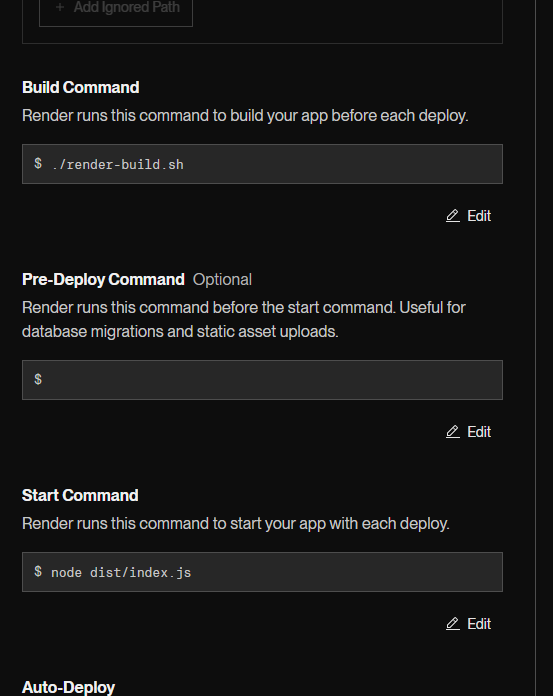 + Add Ignored Path
Build Command
Render runs this command to build your app before each deploy.
$ ./render-build.sh
Edit
Pre-Deploy Command Optional
Render runs this command before the start command. Useful for
database migrations and static asset uploads.
$
Edit
Start Command
Render runs this command to start your app with each deploy.
$ node dist/index.js
Edit
Auto-Deploy